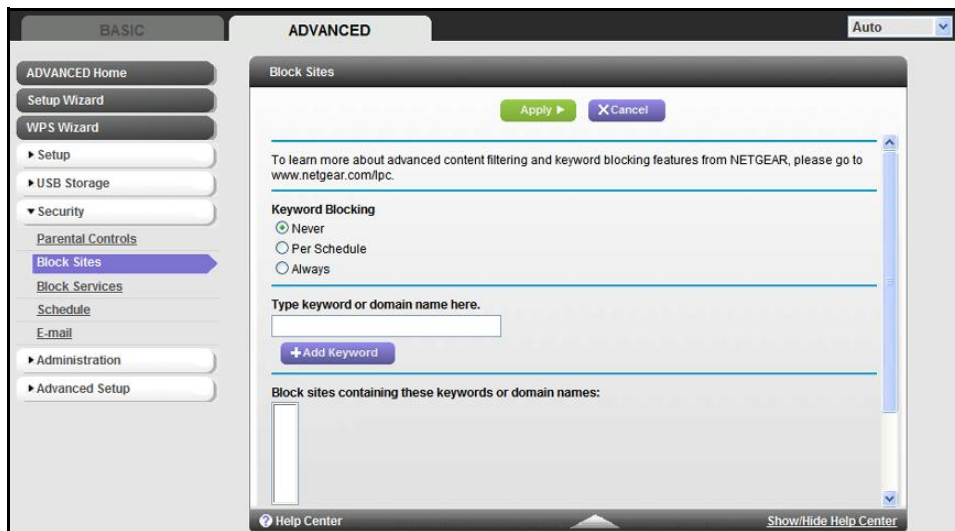 BASIC
ADVANCED
Auto
ADVANCED Home
Setup Wizard
WPS Wizard
Setup
USB Storage
Security
Parental Controls
Block Sites
Block Services
Schedule
E-mail
Administration
Advanced Setup
Block Sites
Apply
Cancel
To learn more about advanced content filtering and keyword blocking features from NETGEAR, please go to
www.netgear.com/lpc.
Keyword Blocking
Never
Per Schedule
Always
Type keyword or domain name here.
Add Keyword
Block sites containing these keywords or domain names:
Help Center
Show/Hide Help Center